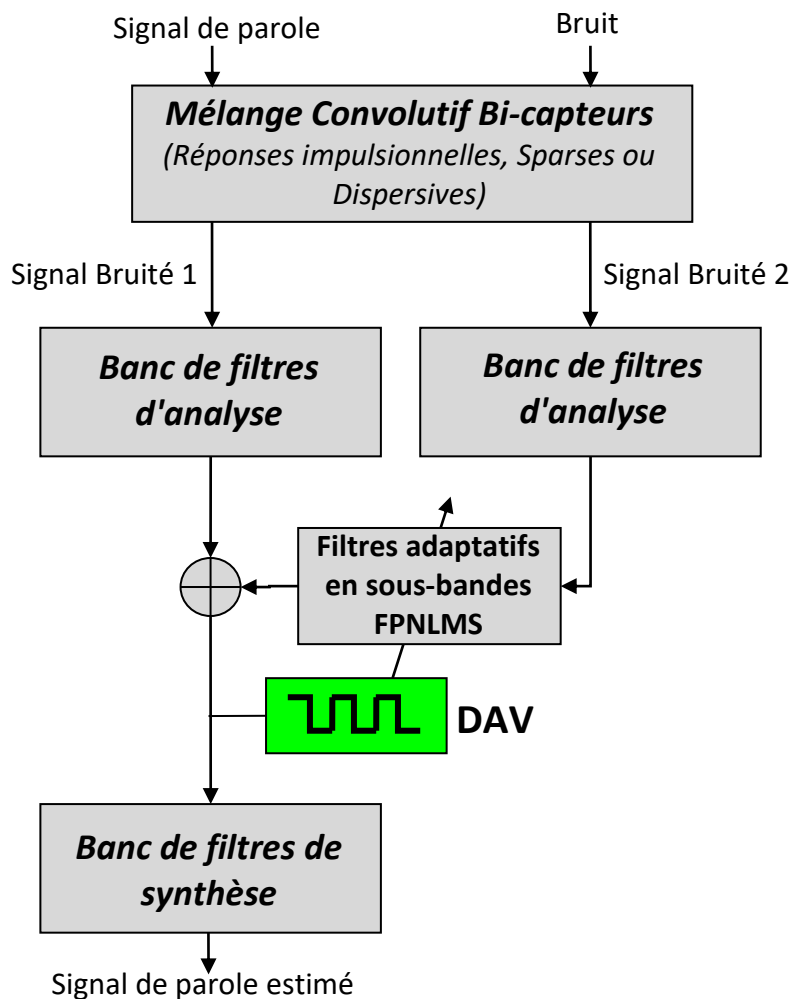 Signal de parole
Bruit
Mélange Convolutif Bi-capteurs
(Réponses impulsionnelles, Sparses ou
Dispersives)
Signal Bruité 1
Signal Bruité 2
Banc de filtres
d'analyse
Banc de filtres
d'analyse
Filtres adaptatifs
en sous-bandes
FPNLMS
DAV
Banc de filtres de
synthèse
Signal de parole estimé